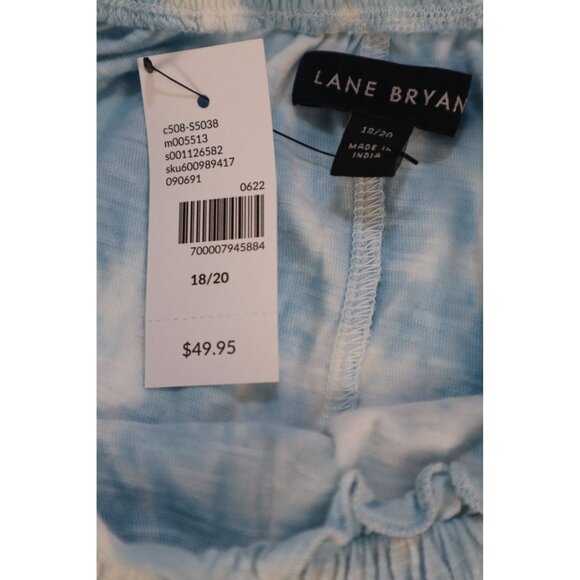 c508-S5038
m005513
s001126582
sku600989417
090691
0622
700007945884
18/20
$49.95
LANE BRYAN
18/20
MADE IN
INDIA